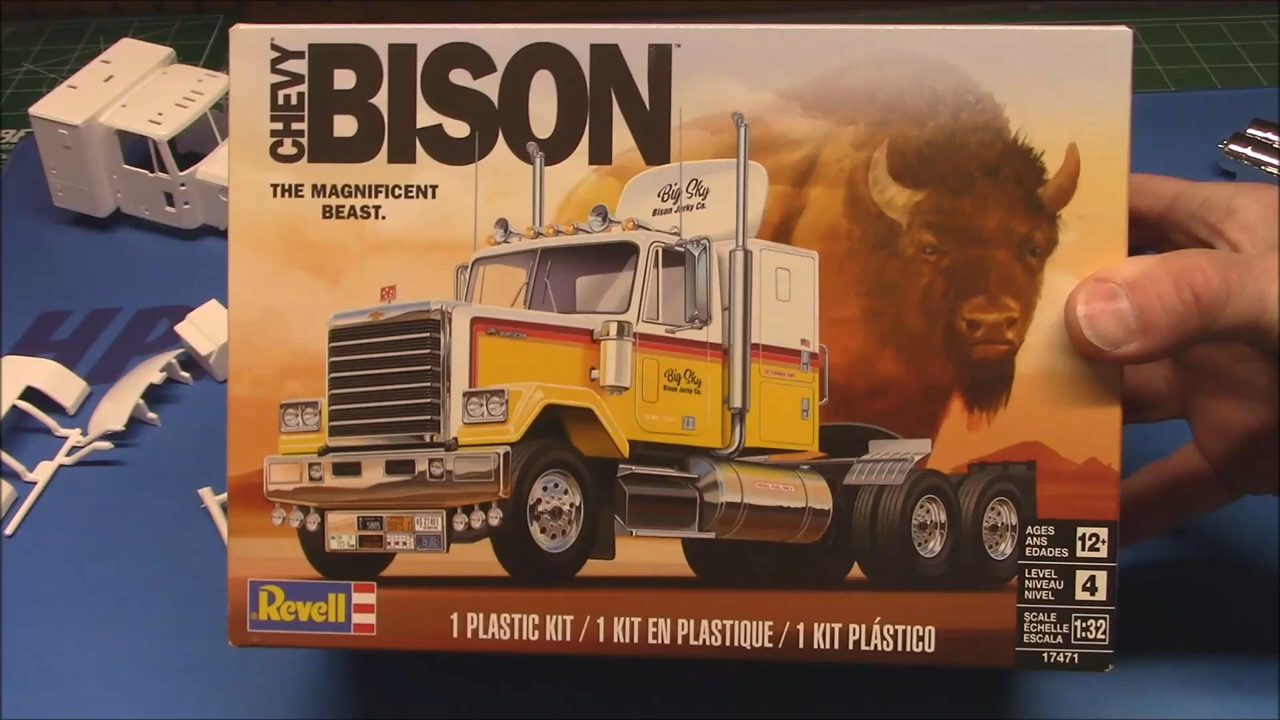 CHEVY
BISON™
THE MAGNIFICENT
BEAST.
Big Sky
Bison Jerky Co.
BISON
Big Sky
Bison Jerky Co.
Revell
1 PLASTIC KIT / 1 KIT EN PLASTIQUE / 1 KIT PLÁSTICO
AGES
ANS
EDADES
12+
LEVEL
NIVEAU
NIVEL
4
SCALE
ÉCHELLE
ESCALA
1:32
17471
HP